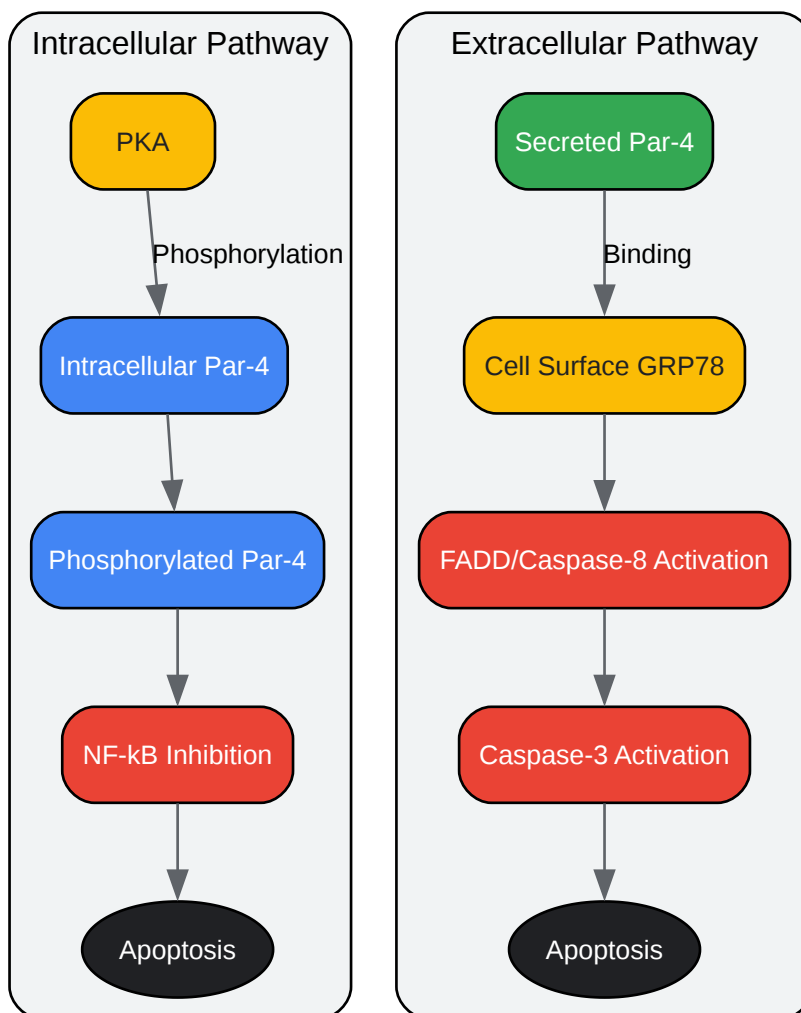 Intracellular Pathway
PKA
Phosphorylation
Intracellular Par-4
Phosphorylated Par-4
NF-kB Inhibition
Apoptosis
Extracellular Pathway
Secreted Par-4
Binding
Cell Surface GRP78
FADD/Caspase-8 Activation
Caspase-3 Activation
Apoptosis